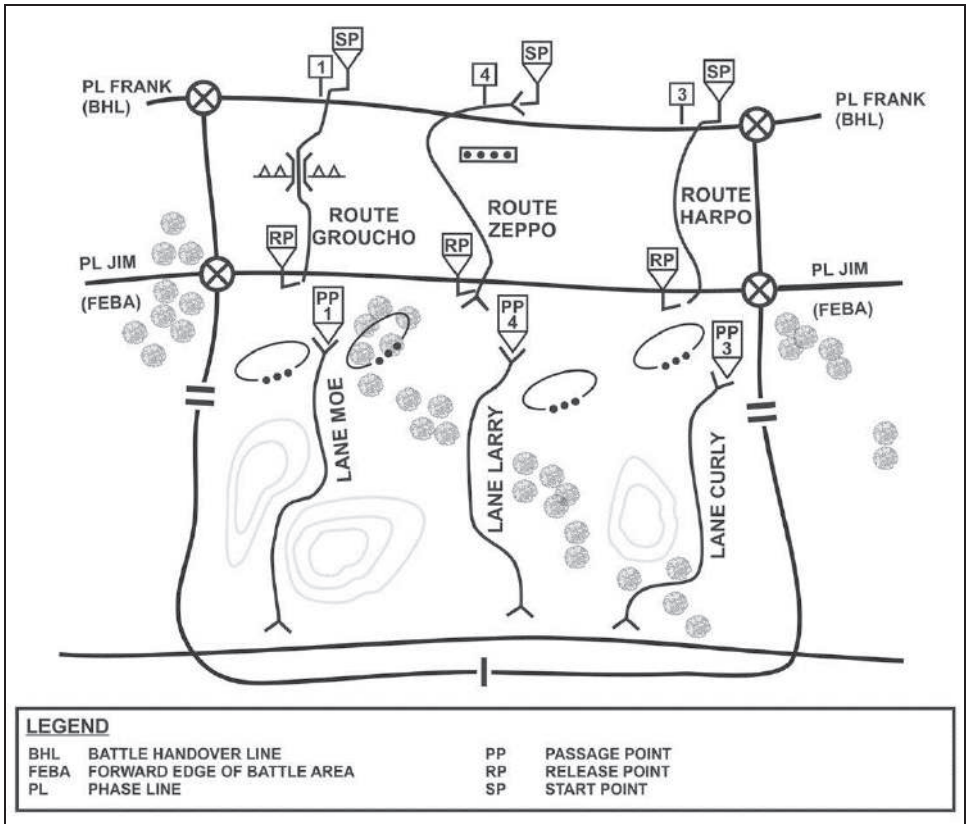 SP
1
4
SP
3
SP
PL FRANK
(BHL)
PL FRANK
(BHL)
ROUTE
GROUCHO
ROUTE
ZEPPO
ROUTE
HARPO
RP
RP
RP
PL JIM
(FEBA)
PL JIM
(FEBA)
PP
1
PP
4
PP
3
LANE MOE
LANE LARRY
LANE CURLY
LEGEND
BHL BATTLE HANDOVER LINE
FEBA FORWARD EDGE OF BATTLE AREA
PL PHASE LINE
PP PASSAGE POINT
RP RELEASE POINT
SP START POINT